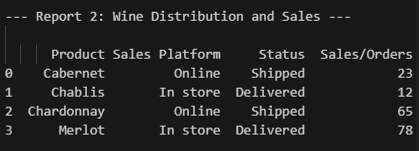 --- Report 2: Wine Distribution and Sales ---
Product Sales Platform Status Sales/Orders
0 Cabernet Online Shipped 23
1 Chablis In store Delivered 12
2 Chardonnay Online Shipped 65
3 Merlot In store Delivered 78